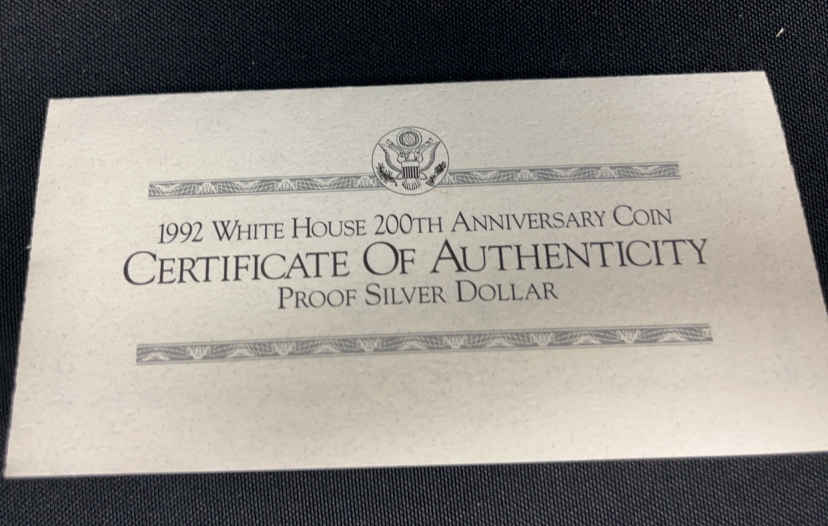 1992 White House 200th Anniversary Coin
Certificate Of Authenticity
Proof Silver Dollar